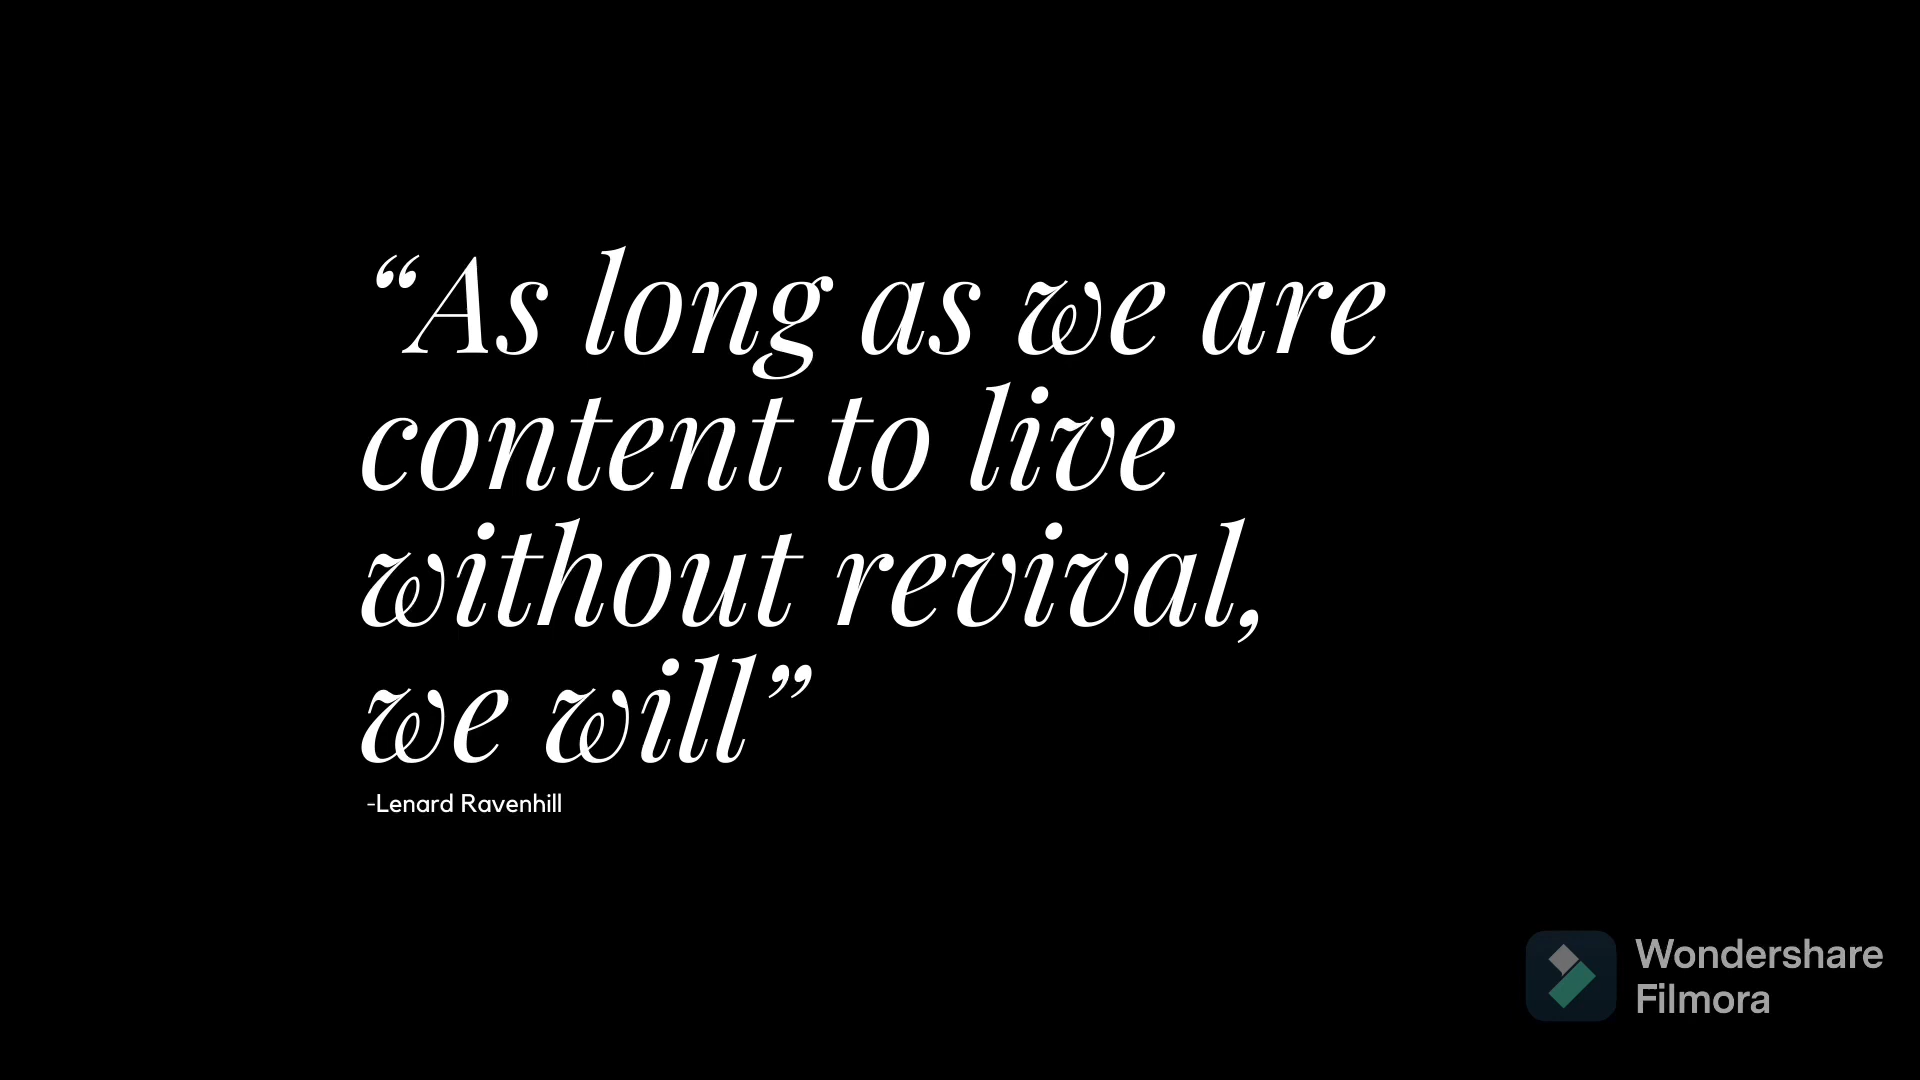 “As long as we are
content to live
without revival,
we will”
-Lenard Ravenhill
Wondershare
Filmora